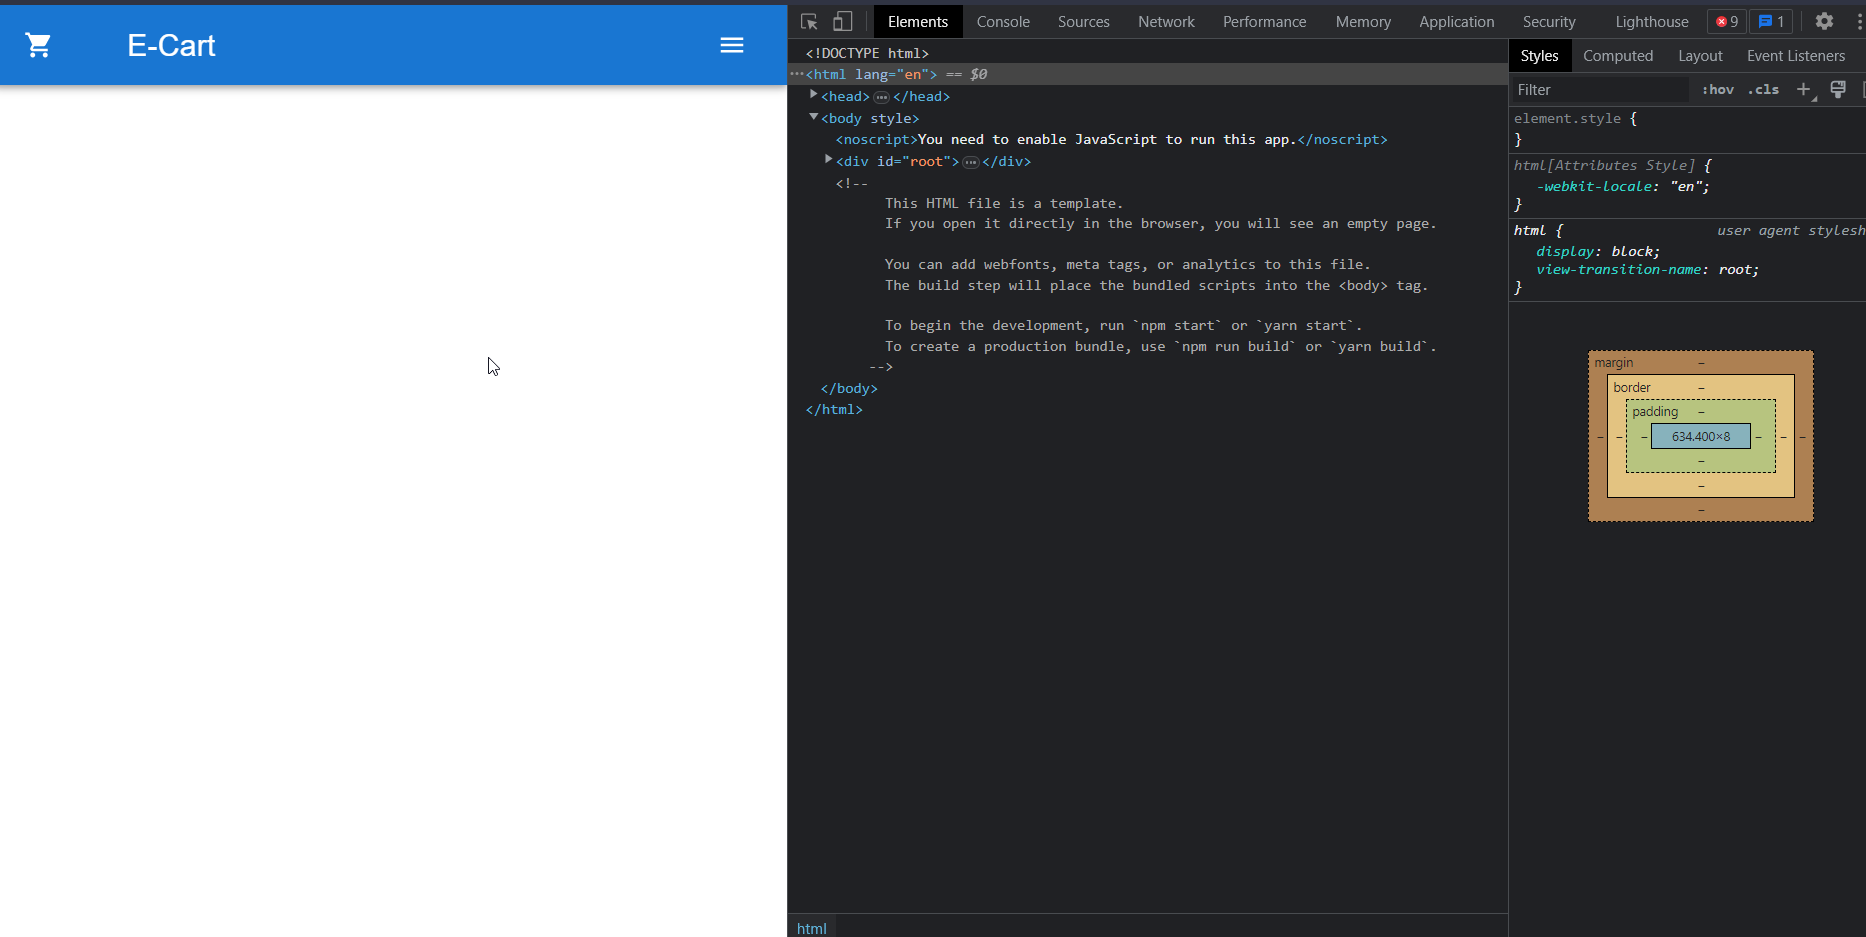 E-Cart
Elements Console Sources Network Performance Memory Application Security Lighthouse 9 1
<!DOCTYPE html>
<html lang="en"> == $0
<head> </head>
<body style>
<noscript>You need to enable JavaScript to run this app.</noscript>
<div id="root"> </div>
<!--
This HTML file is a template.
If you open it directly in the browser, you will see an empty page.
You can add webfonts, meta tags, or analytics to this file.
The build step will place the bundled scripts into the <body> tag.
To begin the development, run `npm start` or `yarn start`.
To create a production bundle, use `npm run build` or `yarn build`.
-->
</body>
</html>
html
Styles Computed Layout Event Listeners
Filter :hov .cls +
element.style {
}
html[Attributes Style] {
-webkit-locale: "en";
}
html { user agent stylesh
display: block;
view-transition-name: root;
}
margin –
border –
padding –
– – – 634.400×8 – – –
–
–
–